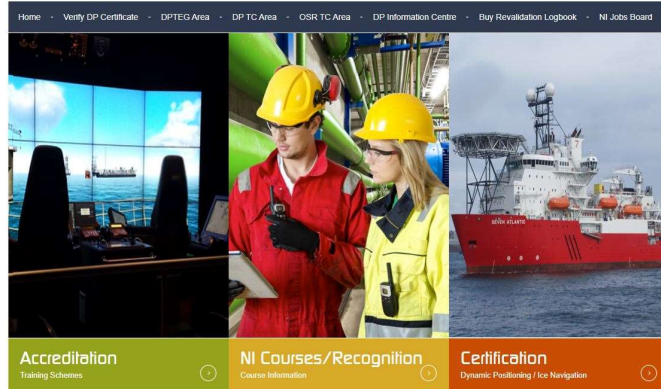 Home - Verify DP Certificate - DPTEG Area - DP TC Area - OSR TC Area - DP Information Centre - Buy Revalidation Logbook - NI Jobs Board
SEVEN ATLANTIC
Accreditation
Training Schemes
NI Courses/Recognition
Course Information
Certification
Dynamic Positioning / Ice Navigation